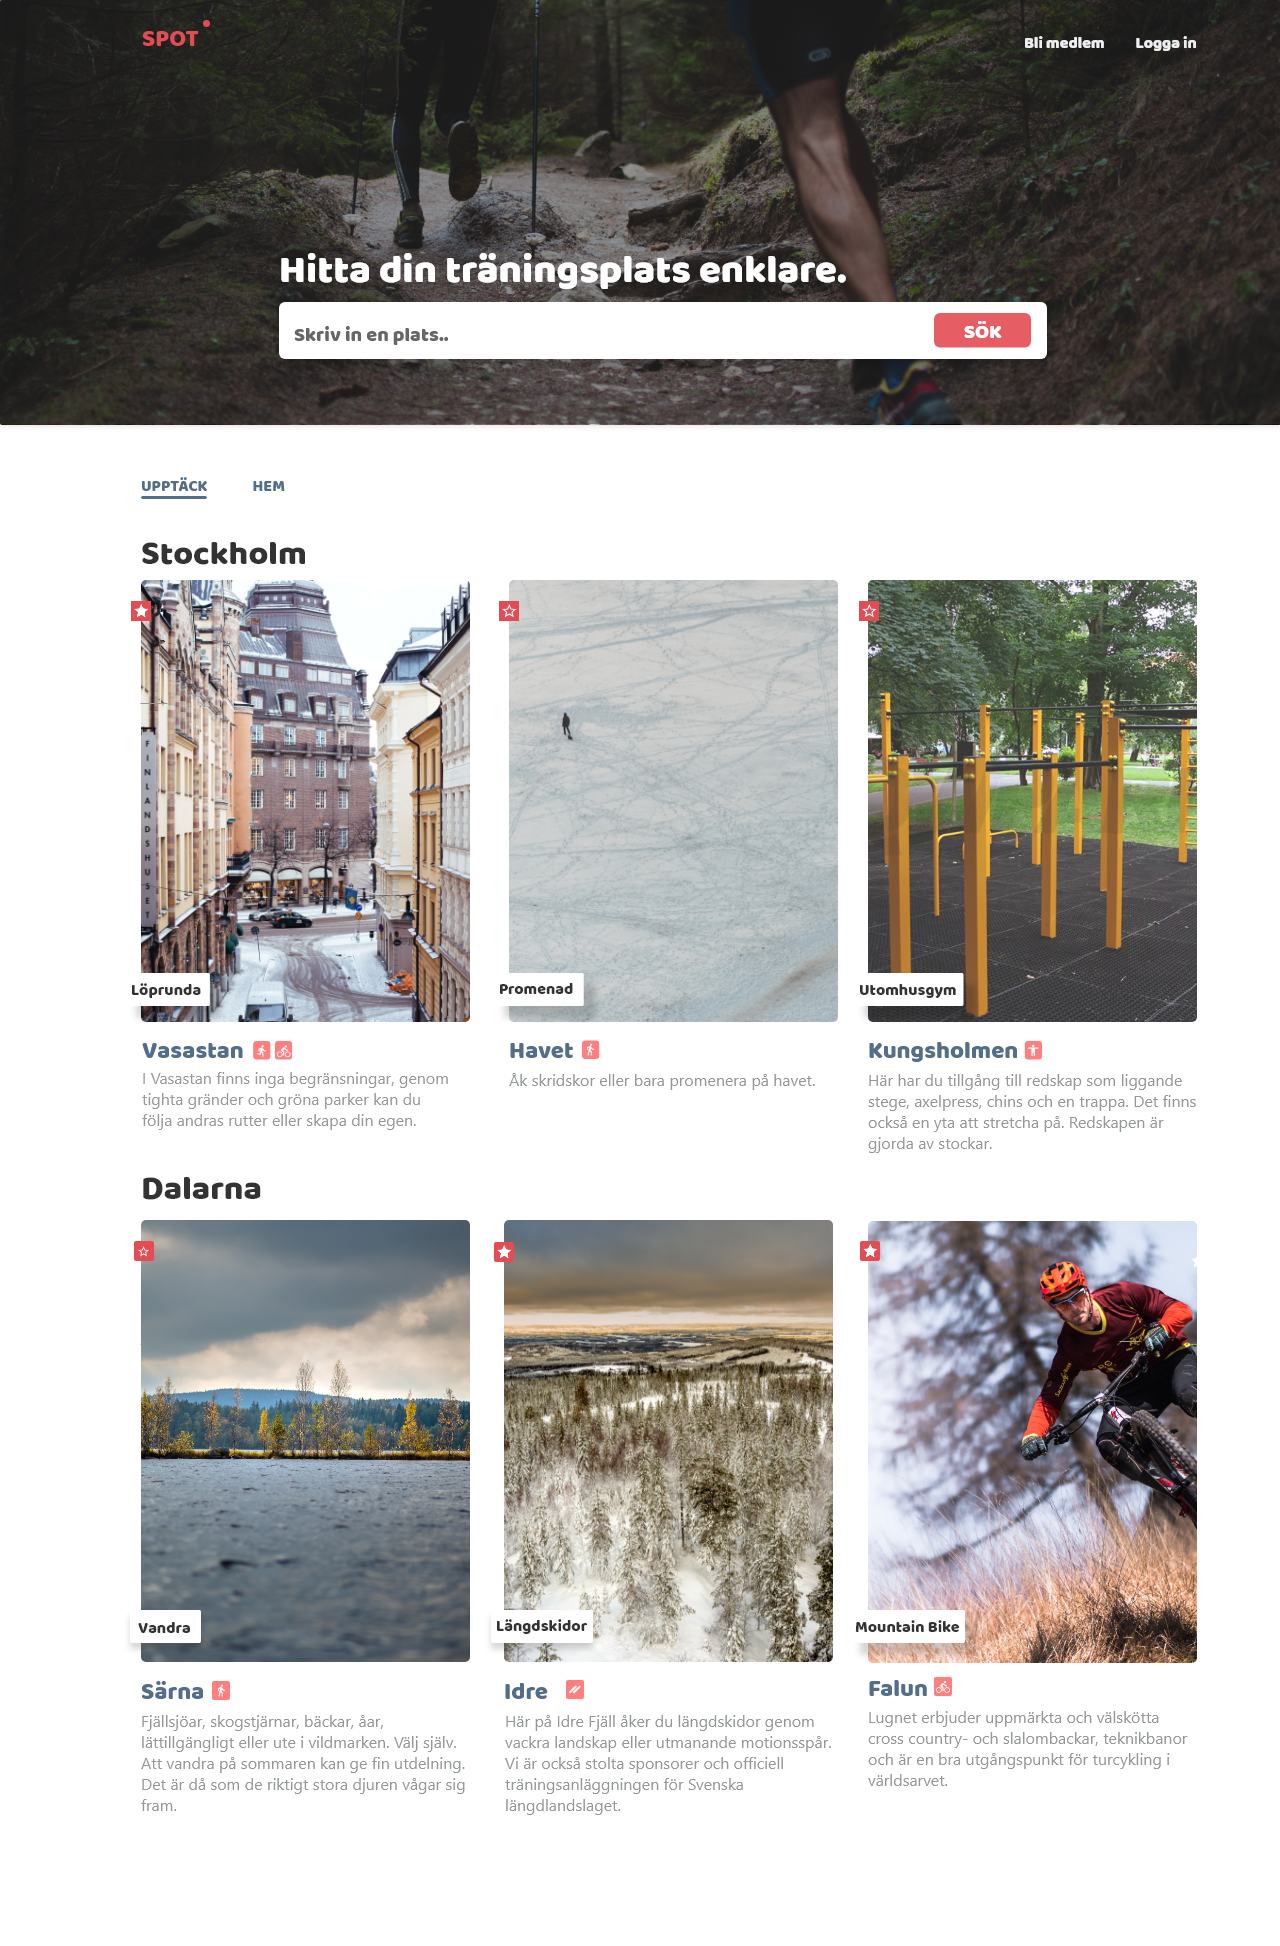 SPOT
Bli medlem
Logga in
Hitta din träningsplats enklare.
Skriv in en plats..
SÖK
UPPTÄCK
HEM
Stockholm
FINLANDSHUSET
Löprunda
Promenad
Utomhusgym
Vasastan
I Vasastan finns inga begränsningar, genom
tighta gränder och gröna parker kan du
följa andras rutter eller skapa din egen.
Havet
Åk skridskor eller bara promenera på havet.
Kungsholmen
Här har du tillgång till redskap som liggande
stege, axelpress, chins och en trappa. Det finns
också en yta att stretcha på. Redskapen är
gjorda av stockar.
Dalarna
Vandra
Längdskidor
Mountain Bike
Särna
Fjällsjöar, skogstjärnar, bäckar, åar,
lättillgängligt eller ute i vildmarken. Välj själv.
Att vandra på sommaren kan ge fin utdelning.
Det är då som de riktigt stora djuren vågar sig
fram.
Idre
Här på Idre Fjäll åker du längdskidor genom
vackra landskap eller utmanande motionsspår.
Vi är också stolta sponsorer och officiell
träningsanläggningen för Svenska
längdlandslaget.
Falun
Lugnet erbjuder uppmärkta och välskötta
cross country- och slalombackar, teknikbanor
och är en bra utgångspunkt för turcykling i
världsarvet.